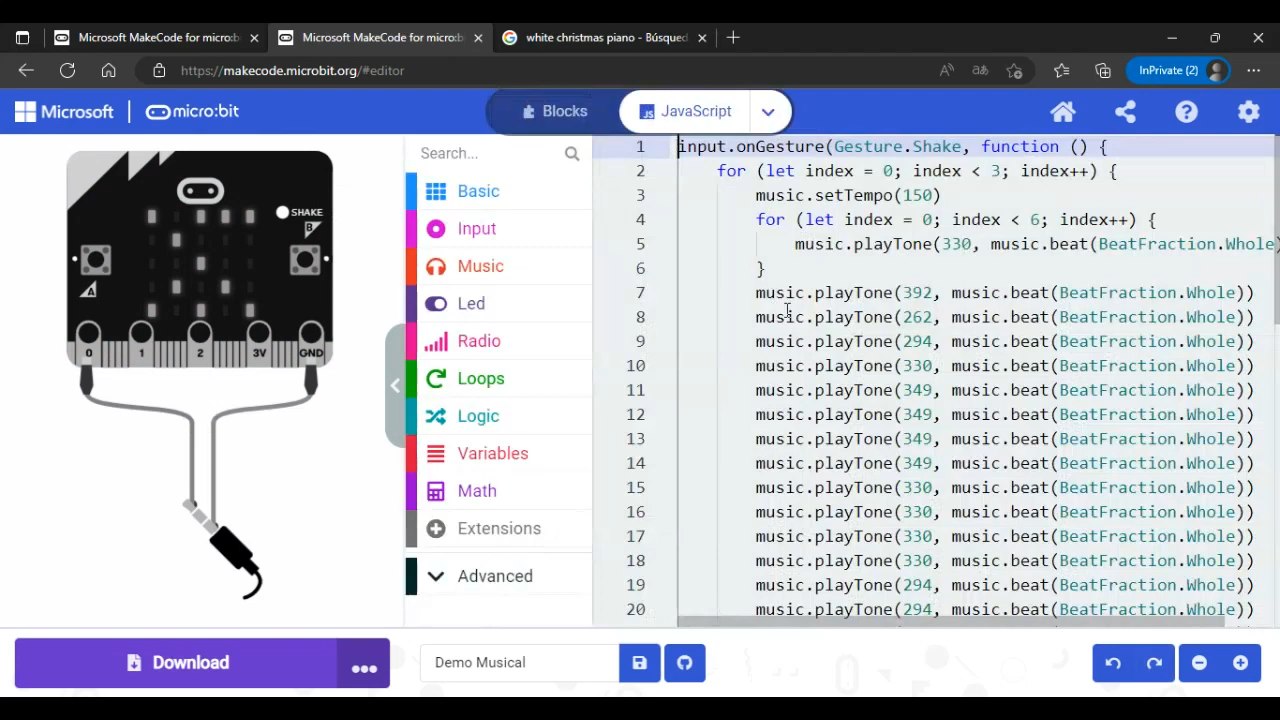 Microsoft MakeCode for micro:b
Microsoft MakeCode for micro:b
white christmas piano - Búsqued
https://makecode.microbit.org/#editor
InPrivate (2)
Microsoft
micro:bit
Blocks
JavaScript
SHAKE
B
A
0 1 2 3V GND
Search...
Basic
Input
Music
Led
Radio
Loops
Logic
Variables
Math
Extensions
Advanced
1 input.onGesture(Gesture.Shake, function () {
2 for (let index = 0; index < 3; index++) {
3 music.setTempo(150)
4 for (let index = 0; index < 6; index++) {
5 music.playTone(330, music.beat(BeatFraction.Whole)
6 }
7 music.playTone(392, music.beat(BeatFraction.Whole))
8 music.playTone(262, music.beat(BeatFraction.Whole))
9 music.playTone(294, music.beat(BeatFraction.Whole))
10 music.playTone(330, music.beat(BeatFraction.Whole))
11 music.playTone(349, music.beat(BeatFraction.Whole))
12 music.playTone(349, music.beat(BeatFraction.Whole))
13 music.playTone(349, music.beat(BeatFraction.Whole))
14 music.playTone(349, music.beat(BeatFraction.Whole))
15 music.playTone(330, music.beat(BeatFraction.Whole))
16 music.playTone(330, music.beat(BeatFraction.Whole))
17 music.playTone(330, music.beat(BeatFraction.Whole))
18 music.playTone(330, music.beat(BeatFraction.Whole))
19 music.playTone(294, music.beat(BeatFraction.Whole))
20 music.playTone(294, music.beat(BeatFraction.Whole))
Download
Demo Musical